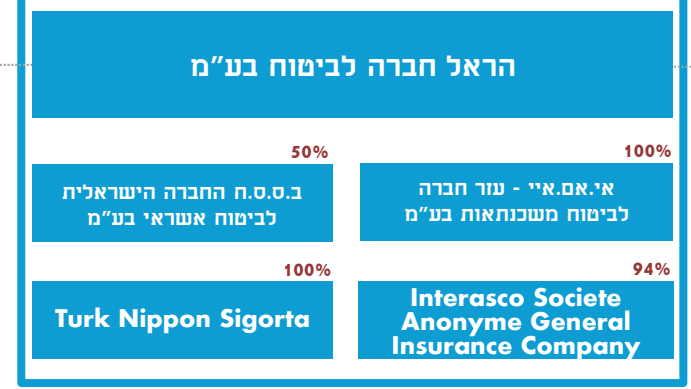 הראל חברה לביטוח בע"מ
100%
אי.אם.איי - עזר חברה
לביטוח משכנתאות בע"מ
50%
ב.ס.ס.ח החברה הישראלית
לביטוח אשראי בע"מ
94%
Interasco Societe
Anonyme General
Insurance Company
100%
Turk Nippon Sigorta